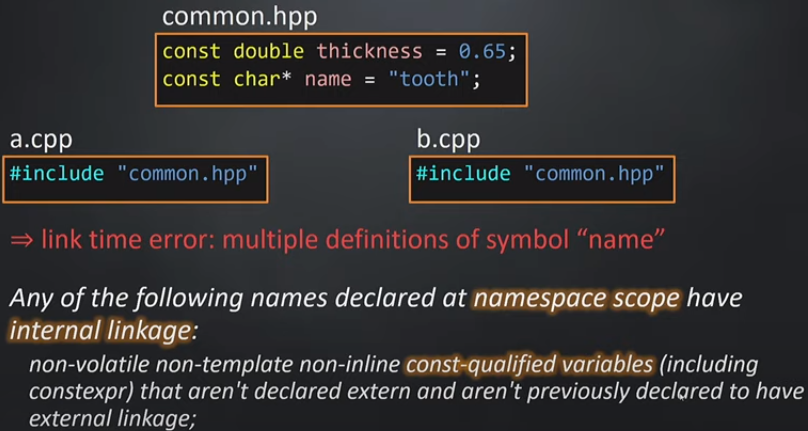 common.hpp
const double thickness = 0.65;
const char* name = "tooth";
a.cpp
b.cpp
#include "common.hpp"
#include "common.hpp"
⇒ link time error: multiple definitions of symbol “name”
Any of the following names declared at namespace scope have
internal linkage:
non-volatile non-template non-inline const-qualified variables (including
constexpr) that aren't declared extern and aren't previously declared to have
external linkage;